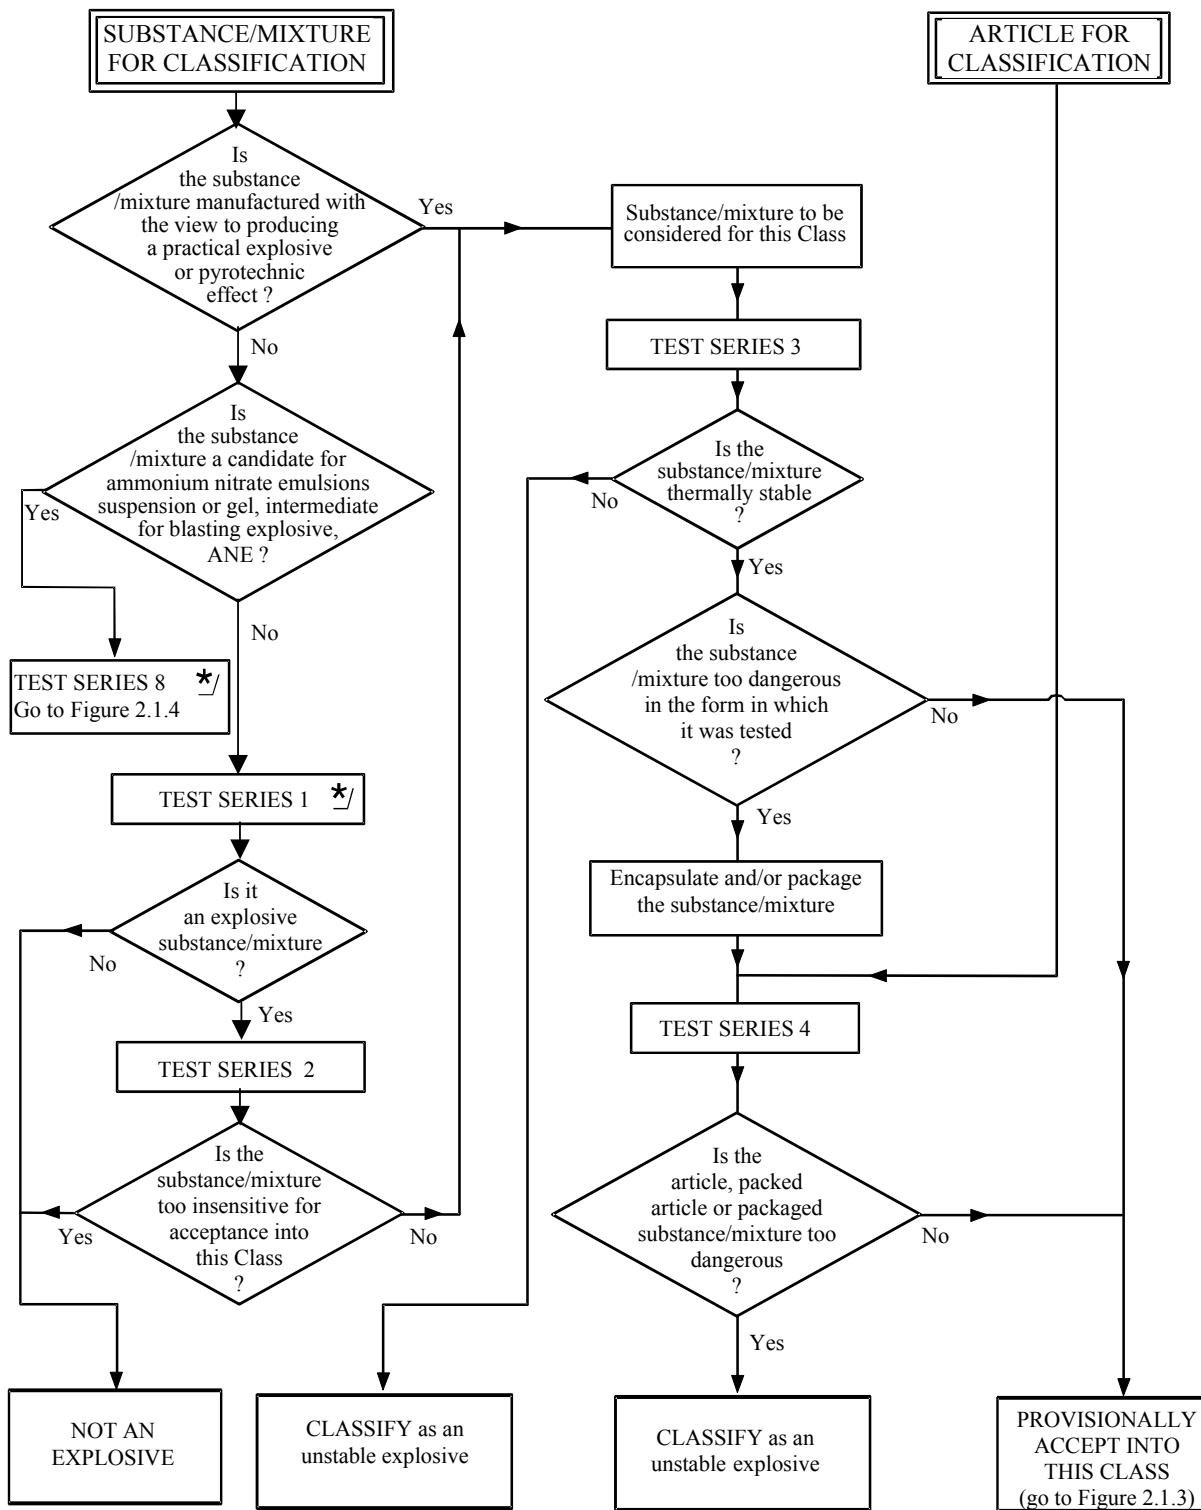 SUBSTANCE/MIXTURE
FOR CLASSIFICATION
ARTICLE FOR
CLASSIFICATION
Is
the substance
/mixture manufactured with
the view to producing
a practical explosive
or pyrotechnic
effect ?
Yes
No
Substance/mixture to be
considered for this Class
TEST SERIES 3
Is
the substance
/mixture a candidate for
ammonium nitrate emulsions
suspension or gel, intermediate
for blasting explosive,
ANE ?
Yes
No
Is the
substance/mixture
thermally stable
?
No
Yes
TEST SERIES 8 */
Go to Figure 2.1.4
Is
the substance
/mixture too dangerous
in the form in which
it was tested
?
No
Yes
TEST SERIES 1 */
Is it
an explosive
substance/mixture
?
No
Yes
Encapsulate and/or package
the substance/mixture
TEST SERIES 2
TEST SERIES 4
Is the
substance/mixture
too insensitive for
acceptance into
this Class
?
Yes
No
Is the
article, packed
article or packaged
substance/mixture too
dangerous
?
No
Yes
NOT AN
EXPLOSIVE
CLASSIFY as an
unstable explosive
CLASSIFY as an
unstable explosive
PROVISIONALLY
ACCEPT INTO
THIS CLASS
(go to Figure 2.1.3)